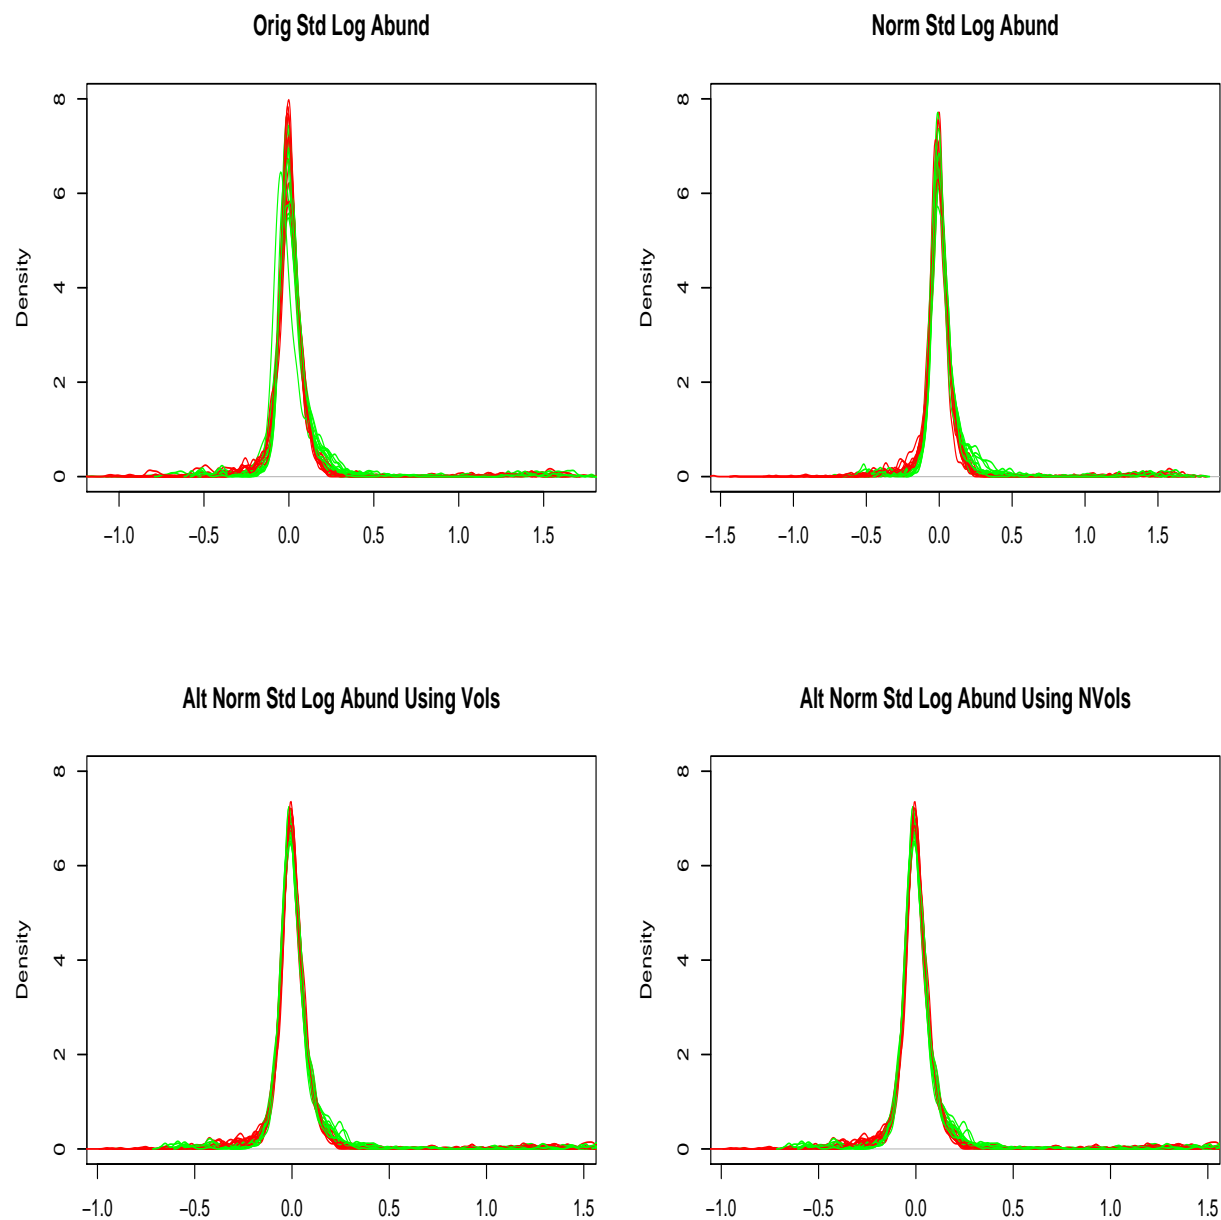 Orig Std Log Abund
Density
0 2 4 6 8
−1.0 −0.5 0.0 0.5 1.0 1.5
Norm Std Log Abund
Density
0 2 4 6 8
−1.5 −1.0 −0.5 0.0 0.5 1.0 1.5
Alt Norm Std Log Abund Using Vols
Density
0 2 4 6 8
−1.0 −0.5 0.0 0.5 1.0 1.5
Alt Norm Std Log Abund Using NVols
Density
0 2 4 6 8
−1.0 −0.5 0.0 0.5 1.0 1.5